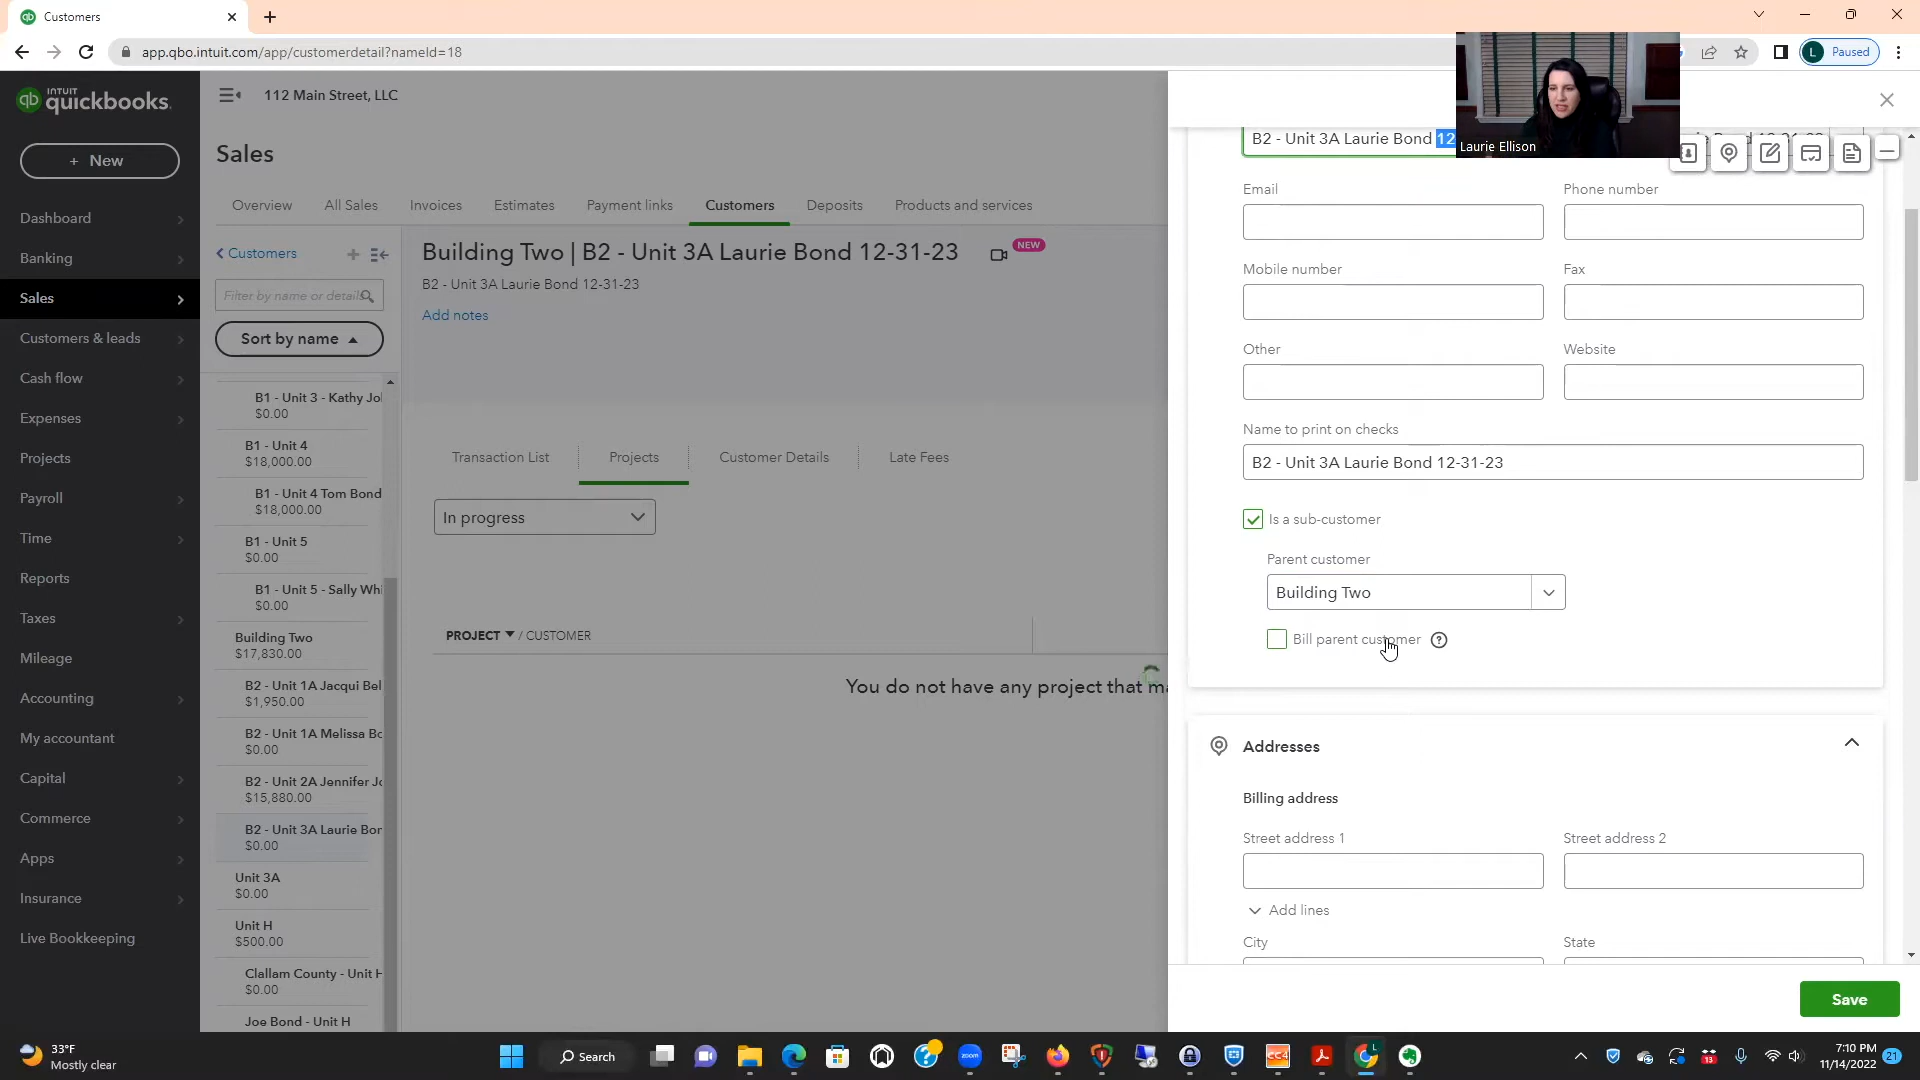 Customers
app.qbo.intuit.com/app/customerdetail?nameId=18
L Paused
Laurie Ellison
INTUIT
quickbooks.
+ New
Dashboard
Banking
Sales
Customers & leads
Cash flow
Expenses
Projects
Payroll
Time
Reports
Taxes
Mileage
Accounting
My accountant
Capital
Commerce
Apps
Insurance
Live Bookkeeping
112 Main Street, LLC
Sales
Overview All Sales Invoices Estimates Payment links Customers Deposits Products and services
Customers
Filter by name or details
Sort by name
B1 - Unit 3 - Kathy Jo
$0.00
B1 - Unit 4
$18,000.00
B1 - Unit 4 Tom Bond
$18,000.00
B1 - Unit 5
$0.00
B1 - Unit 5 - Sally Whi
$0.00
Building Two
$17,830.00
B2 - Unit 1A Jacqui Bel
$1,950.00
B2 - Unit 1A Melissa Bo
$0.00
B2 - Unit 2A Jennifer Jo
$15,880.00
B2 - Unit 3A Laurie Bon
$0.00
Unit 3A
$0.00
Unit H
$500.00
Clallam County - Unit H
$0.00
Joe Bond - Unit H
Building Two | B2 - Unit 3A Laurie Bond 12-31-23
NEW
B2 - Unit 3A Laurie Bond 12-31-23
Add notes
Transaction List Projects Customer Details Late Fees
In progress
PROJECT / CUSTOMER
You do not have any project that ma
B2 - Unit 3A Laurie Bond 12
Email Phone number
Mobile number Fax
Other Website
Name to print on checks
B2 - Unit 3A Laurie Bond 12-31-23
Is a sub-customer
Parent customer
Building Two
Bill parent customer ?
Addresses
Billing address
Street address 1 Street address 2
Add lines
City State
Save
33°F
Mostly clear
Search
zoom
CC4
13
7:10 PM
11/14/2022
21